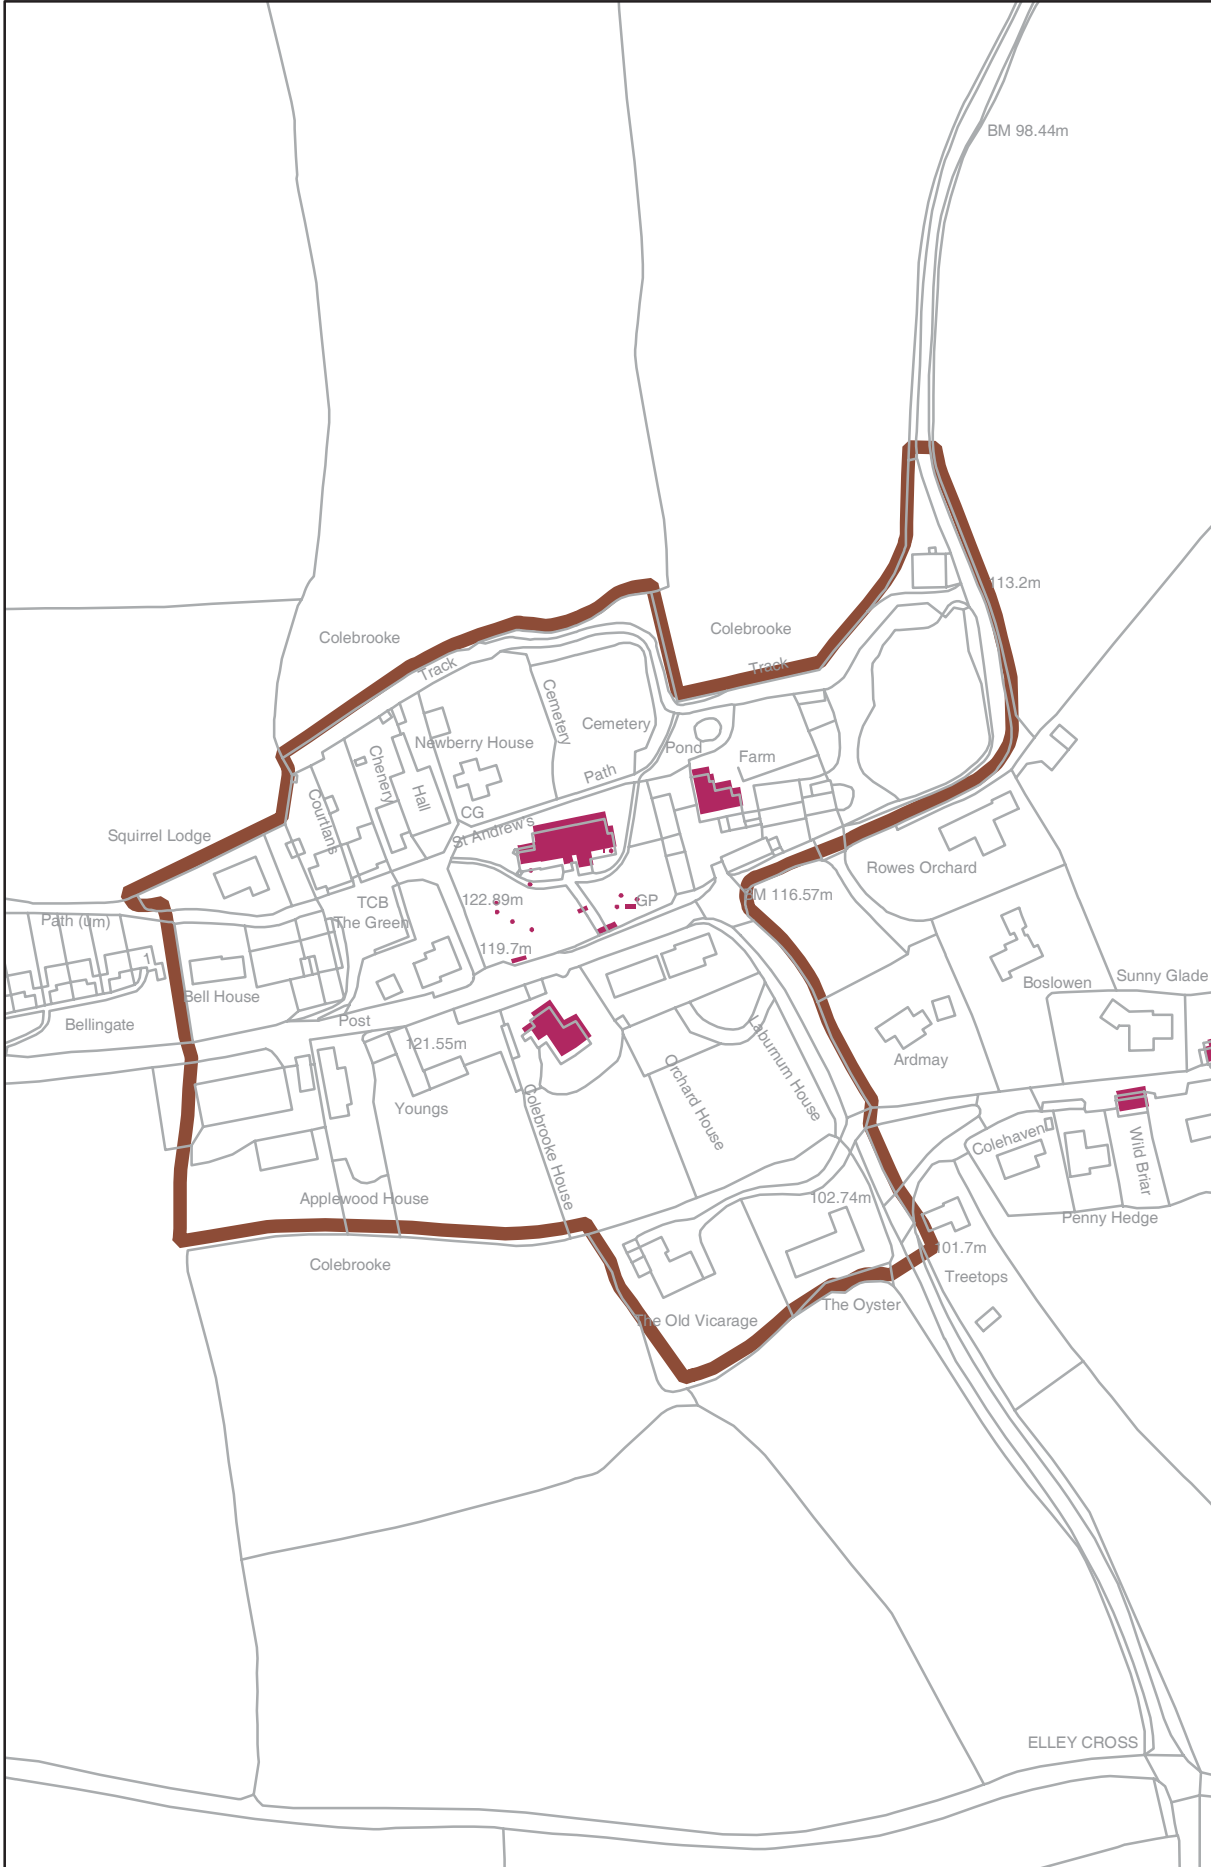 BM 98.44m
113.2m
Colebrooke
Colebrooke
Track
Track
Cemetery
Cemetery
Newberry House
Pond
Farm
Chenery
Path
Hall
CG
Courtlans
St Andrew's
Squirrel Lodge
Rowes Orchard
BM 116.57m
122.89m
GP
TCB
The Green
Path (um)
119.7m
1
Bell House
Boslowen
Sunny Glade
Bellingate
Post
121.55m
Ardmay
Laburnum House
Orchard House
Youngs
Colebrooke House
Colehaven
Wild Briar
Applewood House
102.74m
Penny Hedge
101.7m
Colebrooke
Treetops
The Oyster
The Old Vicarage
ELLEY CROSS